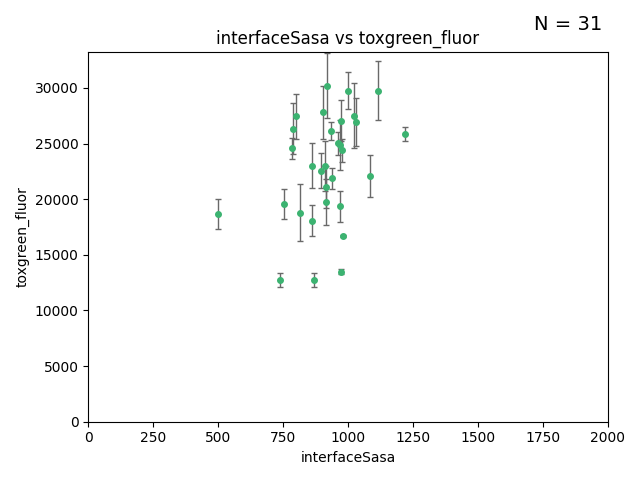 N = 31
interfaceSasa vs toxgreen_fluor
30000
25000
20000
15000
10000
5000
0
toxgreen_fluor
0 250 500 750 1000 1250 1500 1750 2000
interfaceSasa